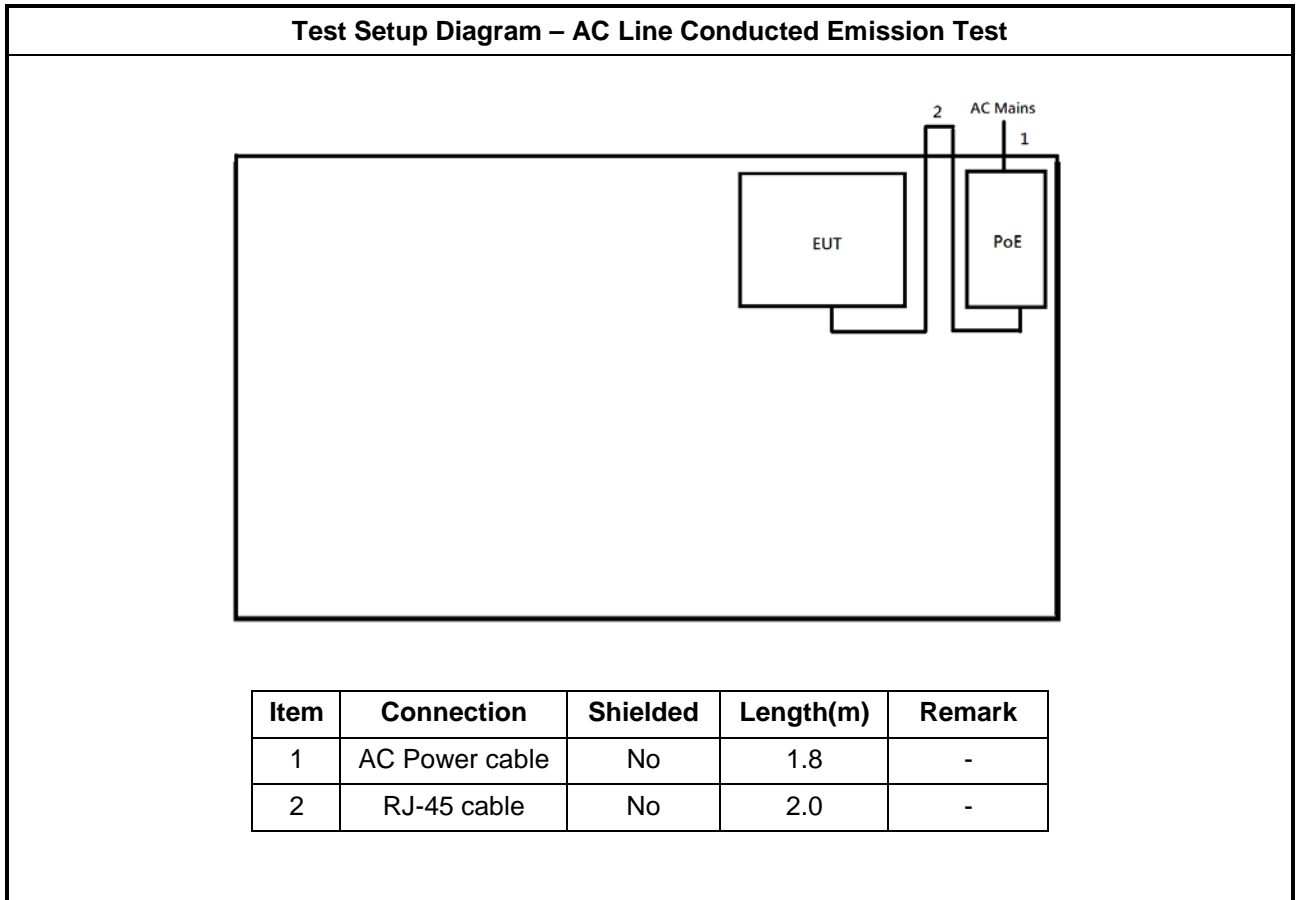 Test Setup Diagram – AC Line Conducted Emission Test
2 AC Mains
1
EUT
PoE
Item Connection Shielded Length(m) Remark
1 AC Power cable No 1.8 -
2 RJ-45 cable No 2.0 -